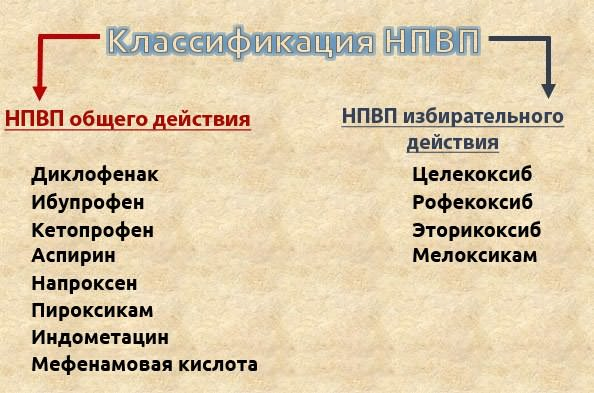 Классификация НПВП
НПВП общего действия
Диклофенак
Ибупрофен
Кетопрофен
Аспирин
Напроксен
Пироксикам
Индометацин
Мефенамовая кислота
НПВП избирательного
действия
Целекоксиб
Рофекоксиб
Эторикоксиб
Мелоксикам